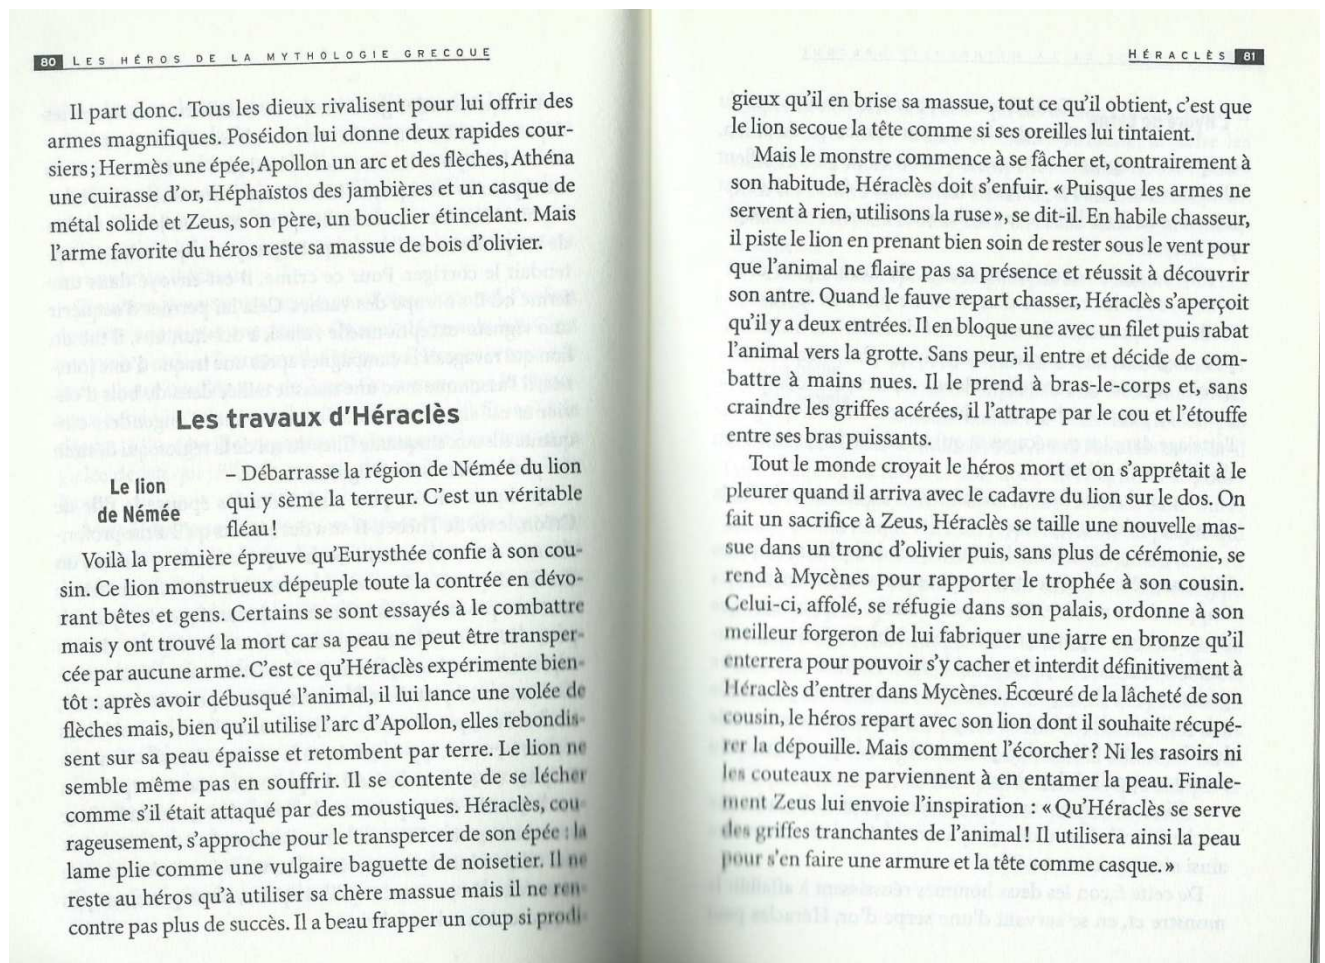 80 LES HÉROS DE LA MYTHOLOGIE GRECQUE
Il part donc. Tous les dieux rivalisent pour lui offrir des
armes magnifiques. Poséidon lui donne deux rapides cour-
siers ; Hermès une épée, Apollon un arc et des flèches, Athéna
une cuirasse d'or, Héphaïstos des jambières et un casque de
métal solide et Zeus, son père, un bouclier étincelant. Mais
l'arme favorite du héros reste sa massue de bois d'olivier.
Les travaux d'Héraclès
Le lion
de Némée
– Débarrasse la région de Némée du lion
qui y sème la terreur. C'est un véritable
fléau !
Voilà la première épreuve qu'Eurysthée confie à son cou-
sin. Ce lion monstrueux dépeuple toute la contrée en dévo-
rant bêtes et gens. Certains se sont essayés à le combattre
mais y ont trouvé la mort car sa peau ne peut être transper-
cée par aucune arme. C'est ce qu'Héraclès expérimente bien-
tôt : après avoir débusqué l'animal, il lui lance une volée de
flèches mais, bien qu'il utilise l'arc d'Apollon, elles rebondis-
sent sur sa peau épaisse et retombent par terre. Le lion ne
semble même pas en souffrir. Il se contente de se lécher
comme s'il était attaqué par des moustiques. Héraclès, cou-
rageusement, s'approche pour le transpercer de son épée : la
lame plie comme une vulgaire baguette de noisetier. Il ne
reste au héros qu'à utiliser sa chère massue mais il ne ren-
contre pas plus de succès. Il a beau frapper un coup si prodi-
HÉRACLÈS 81
gieux qu'il en brise sa massue, tout ce qu'il obtient, c'est que
le lion secoue la tête comme si ses oreilles lui tintaient.
Mais le monstre commence à se fâcher et, contrairement à
son habitude, Héraclès doit s'enfuir. « Puisque les armes ne
servent à rien, utilisons la ruse », se dit-il. En habile chasseur,
il piste le lion en prenant bien soin de rester sous le vent pour
que l'animal ne flaire pas sa présence et réussit à découvrir
son antre. Quand le fauve repart chasser, Héraclès s'aperçoit
qu'il y a deux entrées. Il en bloque une avec un filet puis rabat
l'animal vers la grotte. Sans peur, il entre et décide de com-
battre à mains nues. Il le prend à bras-le-corps et, sans
craindre les griffes acérées, il l'attrape par le cou et l'étouffe
entre ses bras puissants.
Tout le monde croyait le héros mort et on s'apprêtait à le
pleurer quand il arriva avec le cadavre du lion sur le dos. On
fait un sacrifice à Zeus, Héraclès se taille une nouvelle mas-
sue dans un tronc d'olivier puis, sans plus de cérémonie, se
rend à Mycènes pour rapporter le trophée à son cousin.
Celui-ci, affolé, se réfugie dans son palais, ordonne à son
meilleur forgeron de lui fabriquer une jarre en bronze qu'il
enterrera pour pouvoir s'y cacher et interdit définitivement à
Héraclès d'entrer dans Mycènes. Écœuré de la lâcheté de son
cousin, le héros repart avec son lion dont il souhaite récupé-
rer la dépouille. Mais comment l'écorcher ? Ni les rasoirs ni
les couteaux ne parviennent à en entamer la peau. Finale-
ment Zeus lui envoie l'inspiration : « Qu'Héraclès se serve
des griffes tranchantes de l'animal ! Il utilisera ainsi la peau
pour s'en faire une armure et la tête comme casque. »